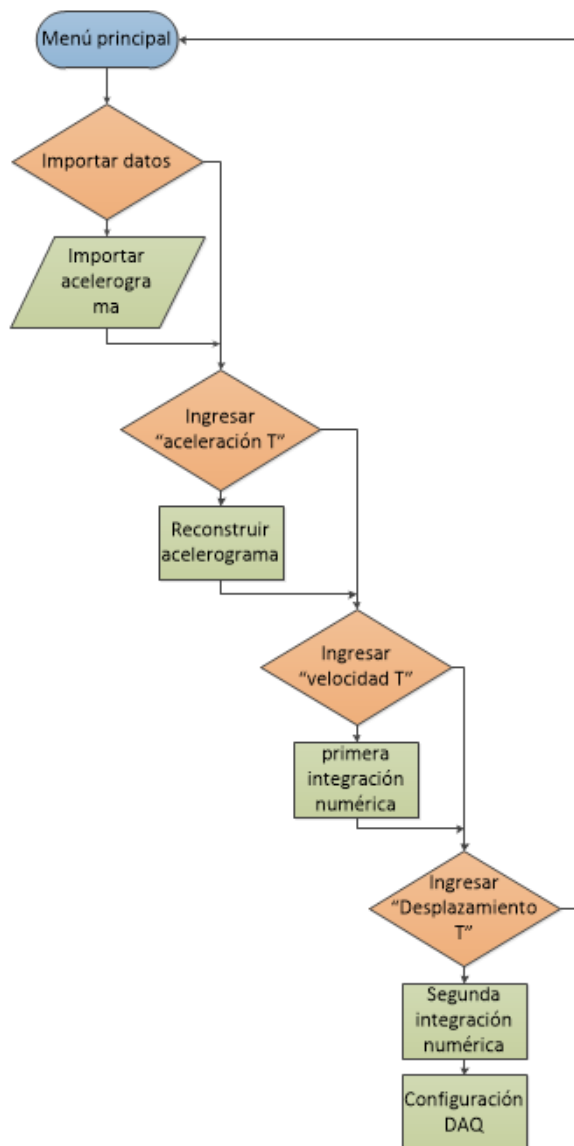 Menú principal
Importar datos
Importar
acelerogra
ma
Ingresar
“aceleración T”
Reconstruir
acelerograma
Ingresar
“velocidad T”
primera
integración
numérica
Ingresar
“Desplazamiento
T”
Segunda
integración
numérica
Configuración
DAQ